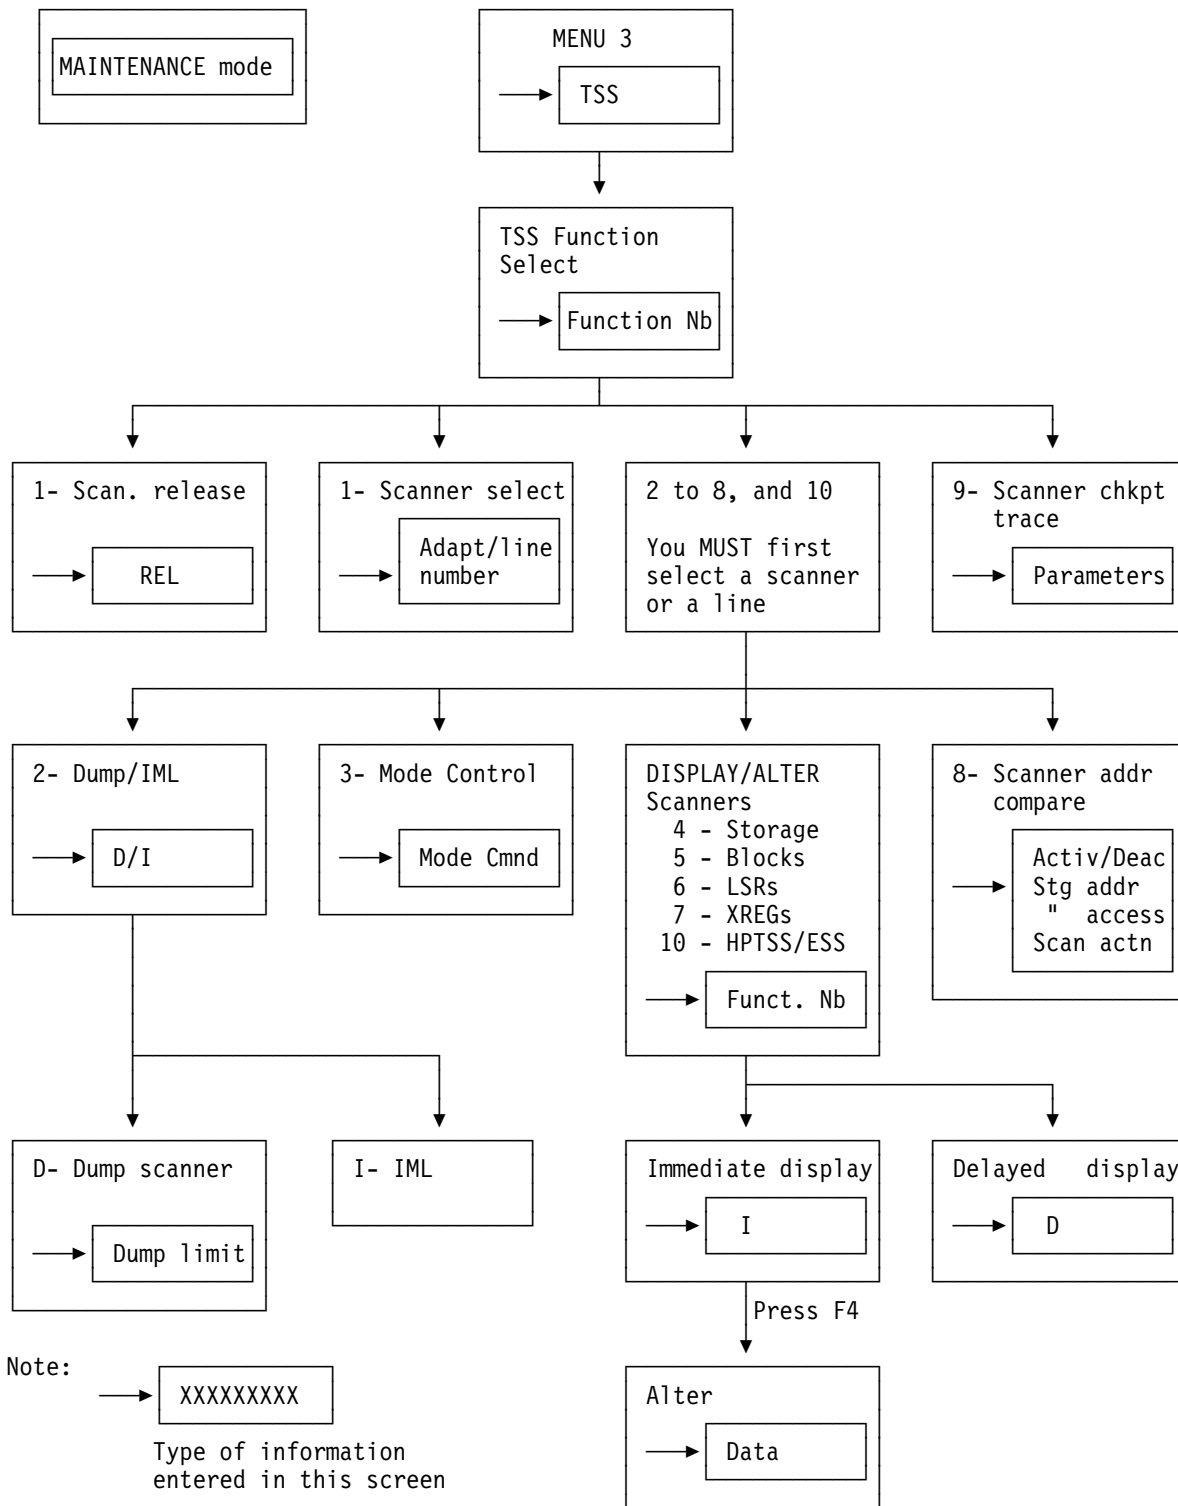 MAINTENANCE mode
MENU 3
TSS
TSS Function
Select
Function Nb
1- Scan. release
REL
1- Scanner select
Adapt/line
number
2 to 8, and 10
You MUST first
select a scanner
or a line
9- Scanner chkpt
trace
Parameters
2- Dump/IML
D/I
3- Mode Control
Mode Cmnd
DISPLAY/ALTER
Scanners
4 - Storage
5 - Blocks
6 - LSRs
7 - XREGs
10 - HPTSS/ESS
Funct. Nb
8- Scanner addr
compare
Activ/Deac
Stg addr
" access
Scan actn
D- Dump scanner
Dump limit
I- IML
Immediate display
I
Delayed display
D
Press F4
Alter
Data
Note:
XXXXXXXXX
Type of information
entered in this screen